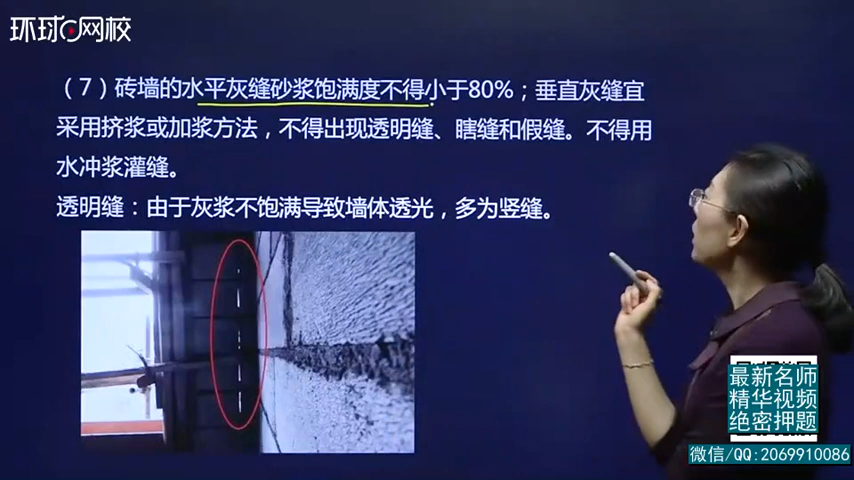 环球网校
（7）砖墙的水平灰缝砂浆饱满度不得小于80%；垂直灰缝宜
采用挤浆或加浆方法，不得出现透明缝、瞎缝和假缝。不得用
水冲浆灌缝。
透明缝：由于灰浆不饱满导致墙体透光，多为竖缝。
最新名师
精华视频
绝密押题
微信/QQ:2069910086